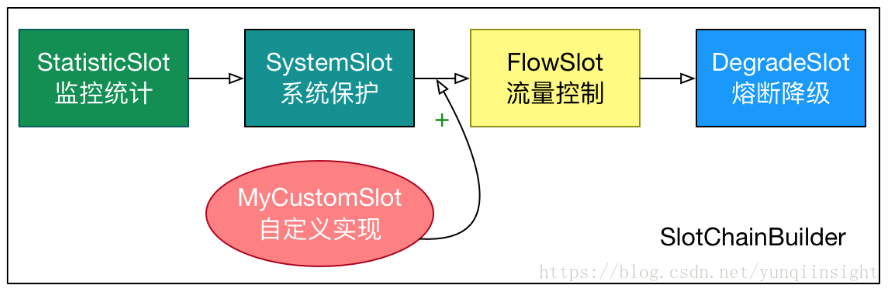 StatisticSlot
监控统计
SystemSlot
系统保护
FlowSlot
流量控制
DegradeSlot
熔断降级
+
MyCustomSlot
自定义实现
SlotChainBuilder
https://blog.csdn.net/yunqiinsight